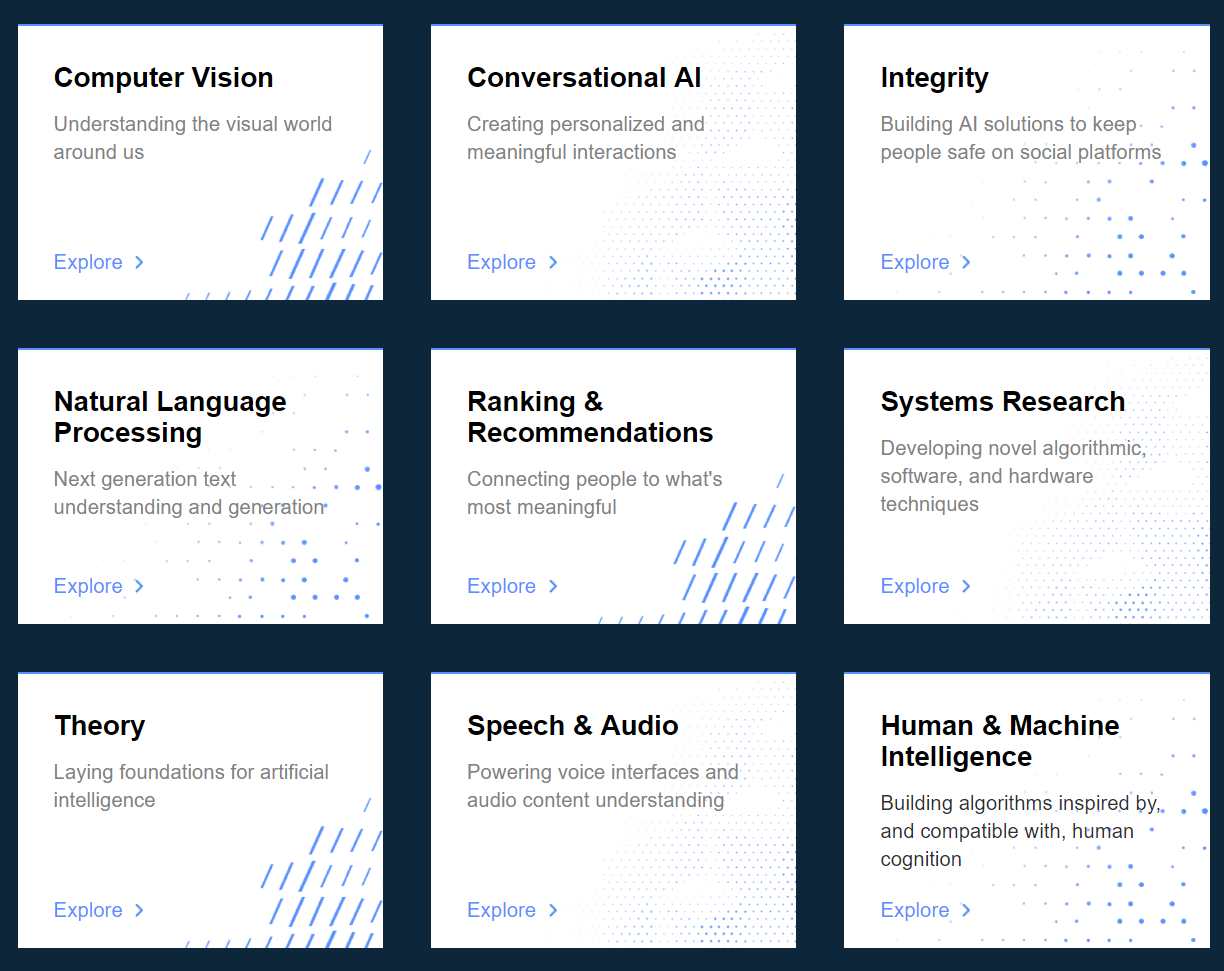 Computer Vision
Understanding the visual world
around us
Explore
Conversational AI
Creating personalized and
meaningful interactions
Explore
Integrity
Building AI solutions to keep
people safe on social platforms
Explore
Natural Language
Processing
Next generation text
understanding and generation
Explore
Ranking &
Recommendations
Connecting people to what's
most meaningful
Explore
Systems Research
Developing novel algorithmic,
software, and hardware
techniques
Explore
Theory
Laying foundations for artificial
intelligence
Explore
Speech & Audio
Powering voice interfaces and
audio content understanding
Explore
Human & Machine
Intelligence
Building algorithms inspired by,
and compatible with, human
cognition
Explore